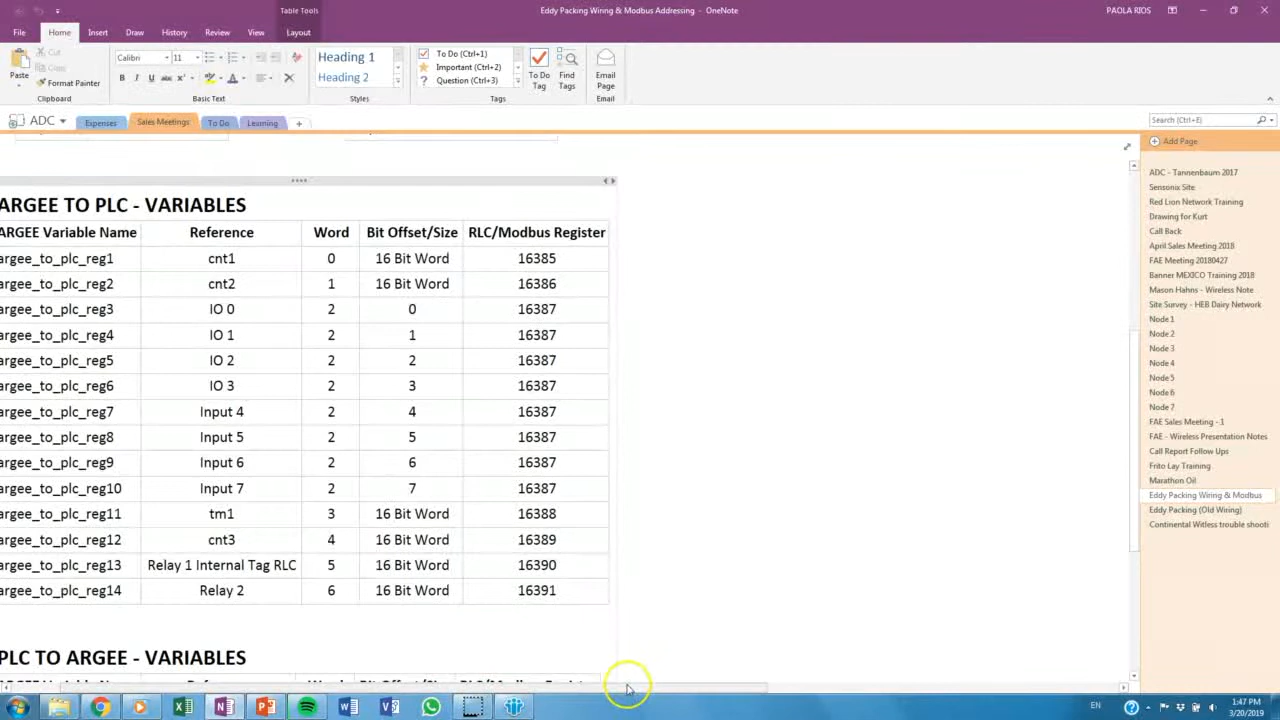 Table Tools
Eddy Packing Wiring & Modbus Addressing - OneNote
PAOLA RIOS
File Home Insert Draw History Review View Layout
Paste
Cut
Copy
Format Painter
Clipboard
Calibri 11
B I U abc x
Basic Text
Heading 1
Heading 2
Styles
To Do (Ctrl+1)
Important (Ctrl+2)
Question (Ctrl+3)
To Do Tag
Find Tags
Tags
Email Page
Email
ADC Expenses Sales Meetings To Do Learning +
Search (Ctrl+E)
ARGEE TO PLC - VARIABLES
ARGEE Variable Name Reference Word Bit Offset/Size RLC/Modbus Register
argee_to_plc_reg1 cnt1 0 16 Bit Word 16385
argee_to_plc_reg2 cnt2 1 16 Bit Word 16386
argee_to_plc_reg3 IO 0 2 0 16387
argee_to_plc_reg4 IO 1 2 1 16387
argee_to_plc_reg5 IO 2 2 2 16387
argee_to_plc_reg6 IO 3 2 3 16387
argee_to_plc_reg7 Input 4 2 4 16387
argee_to_plc_reg8 Input 5 2 5 16387
argee_to_plc_reg9 Input 6 2 6 16387
argee_to_plc_reg10 Input 7 2 7 16387
argee_to_plc_reg11 tm1 3 16 Bit Word 16388
argee_to_plc_reg12 cnt3 4 16 Bit Word 16389
argee_to_plc_reg13 Relay 1 Internal Tag RLC 5 16 Bit Word 16390
argee_to_plc_reg14 Relay 2 6 16 Bit Word 16391
PLC TO ARGEE - VARIABLES
Add Page
ADC - Tannenbaum 2017
Sensonix Site
Red Lion Network Training
Drawing for Kurt
Call Back
April Sales Meeting 2018
FAE Meeting 20180427
Banner MEXICO Training 2018
Mason Hahns - Wireless Note
Site Survey - HEB Dairy Network
Node 1
Node 2
Node 3
Node 4
Node 5
Node 6
Node 7
FAE Sales Meeting - 1
FAE - Wireless Presentation Notes
Call Report Follow Ups
Frito Lay Training
Marathon Oil
Eddy Packing Wiring & Modbus
Eddy Packing (Old Wiring)
Continental Witless trouble shooti
EN
1:47 PM
3/20/2019